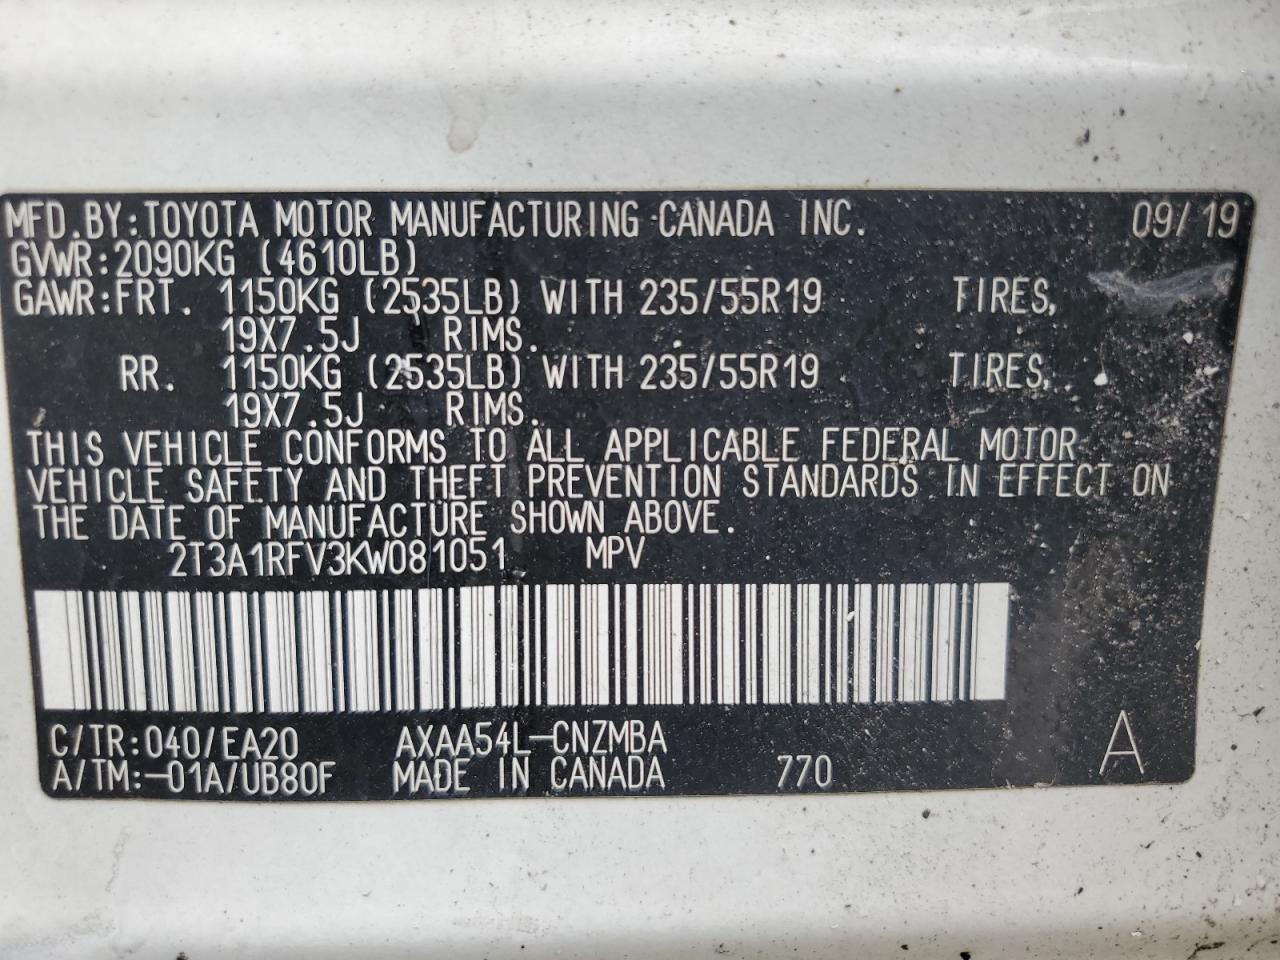 MFD.BY:TOYOTA MOTOR MANUFACTURING CANADA INC. 09/19
GVWR:2090KG (4610LB)
GAWR:FRT. 1150KG (2535LB) WITH 235/55R19 TIRES,
19X7.5J RIMS.
RR. 1150KG (2535LB) WITH 235/55R19 TIRES,
19X7.5J RIMS.
THIS VEHICLE CONFORMS TO ALL APPLICABLE FEDERAL MOTOR
VEHICLE SAFETY AND THEFT PREVENTION STANDARDS IN EFFECT ON
THE DATE OF MANUFACTURE SHOWN ABOVE.
2T3A1RFV3KW081051 MPV
C/TR:040/EA20 AXAA54L-CNZMBA
A/TM:-01A/UB80F MADE IN CANADA 770 A